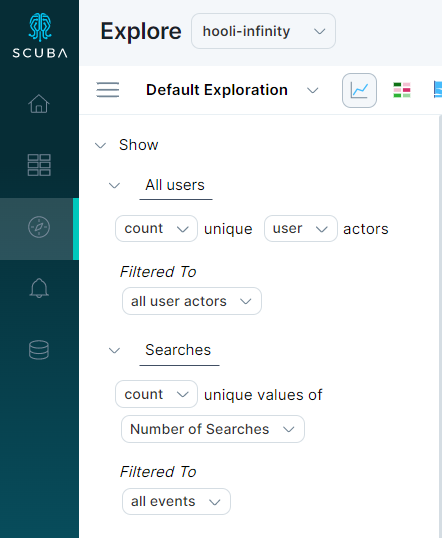 SCUBA
Explore hooli-infinity
Default Exploration
Show
All users
count unique user actors
Filtered To
all user actors
Searches
count unique values of
Number of Searches
Filtered To
all events